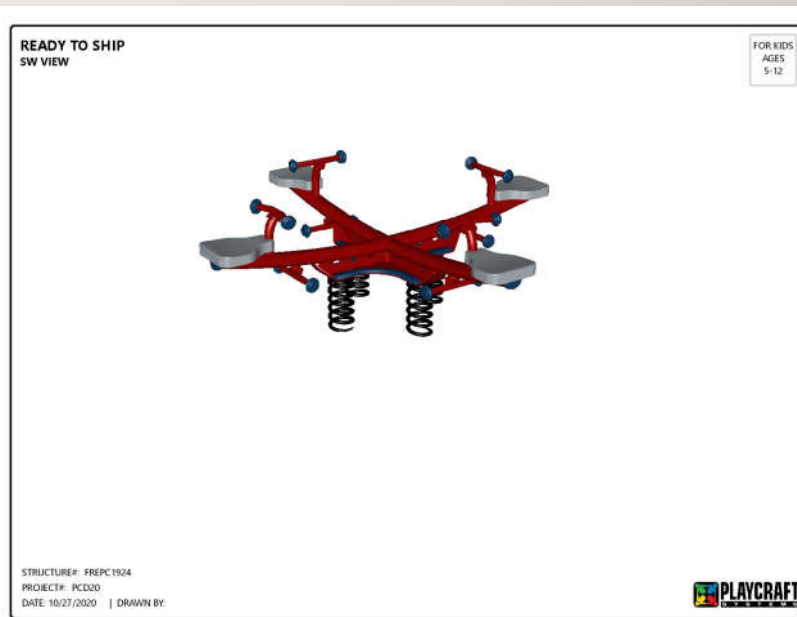 READY TO SHIP
SW VIEW
FOR KIDS
AGES
5-12
STRUCTURE#: FREPC1924
PROJECT#: PCD20
DATE: 10/27/2020 | DRAWN BY:
PLAYCRAFT
SYSTEMS